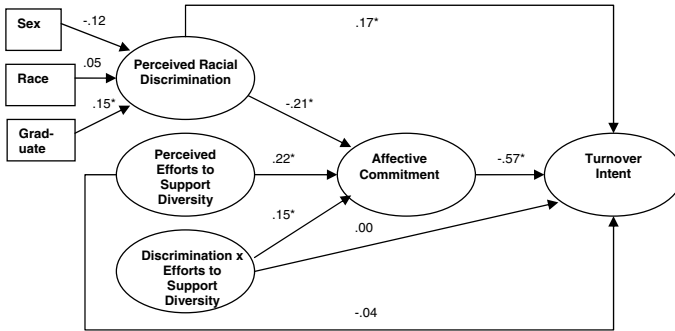 Sex
-.12
.17*
Perceived Racial
Discrimination
.05
Race
.15*
-.21*
Grad-
uate
Perceived
Efforts to
Support
Diversity
.22*
Affective
Commitment
-.57*
Turnover
Intent
.15*
.00
Discrimination x
Efforts to
Support
Diversity
-.04